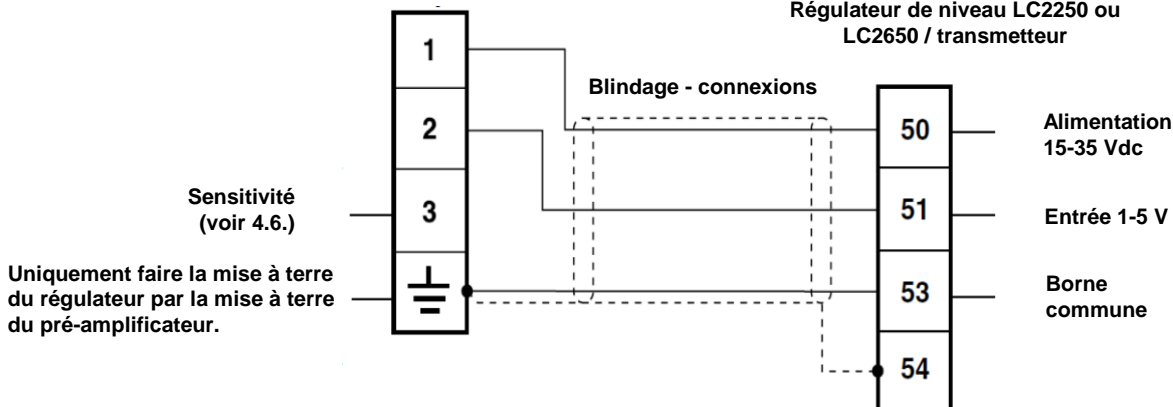 Régulateur de niveau LC2250 ou
LC2650 / transmetteur
1
Blindage - connexions
2
50
Alimentation
15-35 Vdc
Sensitivité
(voir 4.6.)
3
51
Entrée 1-5 V
Uniquement faire la mise à terre
du régulateur par la mise à terre
du pré-amplificateur.
53
Borne
commune
54